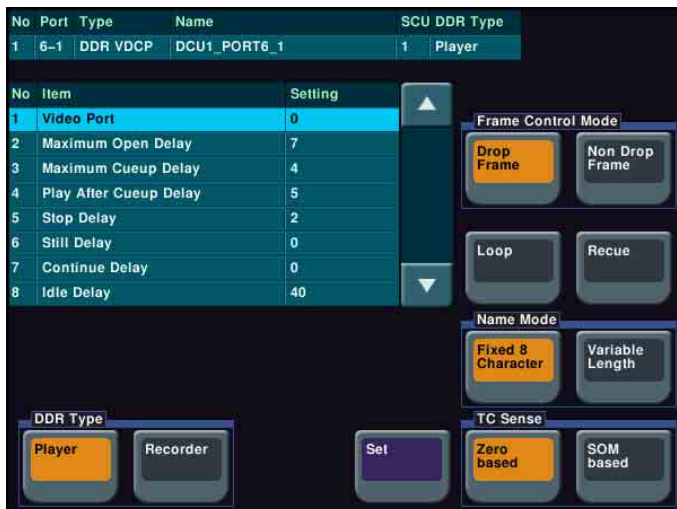 No Port Type Name SCU DDR Type
1 6-1 DDR VDCP DCU1_PORT6_1 1 Player
No Item Setting
1 Video Port 0
2 Maximum Open Delay 7
3 Maximum Cueup Delay 4
4 Play After Cueup Delay 5
5 Stop Delay 2
6 Still Delay 0
7 Continue Delay 0
8 Idle Delay 40
Frame Control Mode
Drop Frame
Non Drop Frame
Loop
Recue
Name Mode
Fixed 8 Character
Variable Length
DDR Type
Player
Recorder
Set
TC Sense
Zero based
SOM based